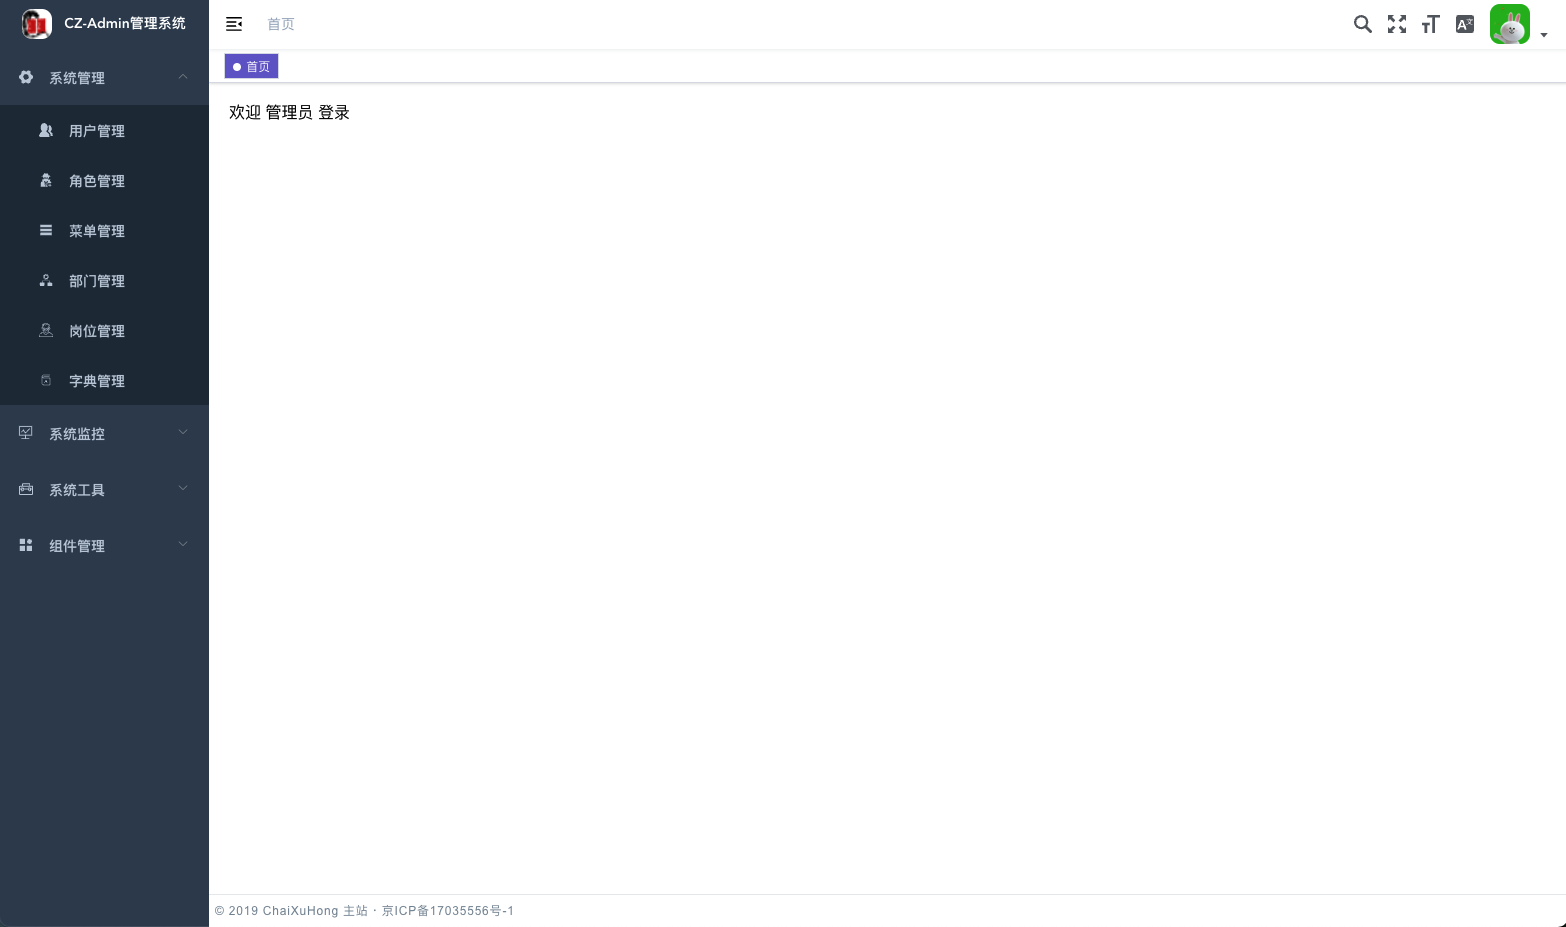 CZ-Admin管理系统
首页
系统管理
首页
用户管理
欢迎 管理员 登录
角色管理
菜单管理
部门管理
岗位管理
字典管理
系统监控
系统工具
组件管理
© 2019 ChaiXuHong 主站 · 京ICP备17035556号-1